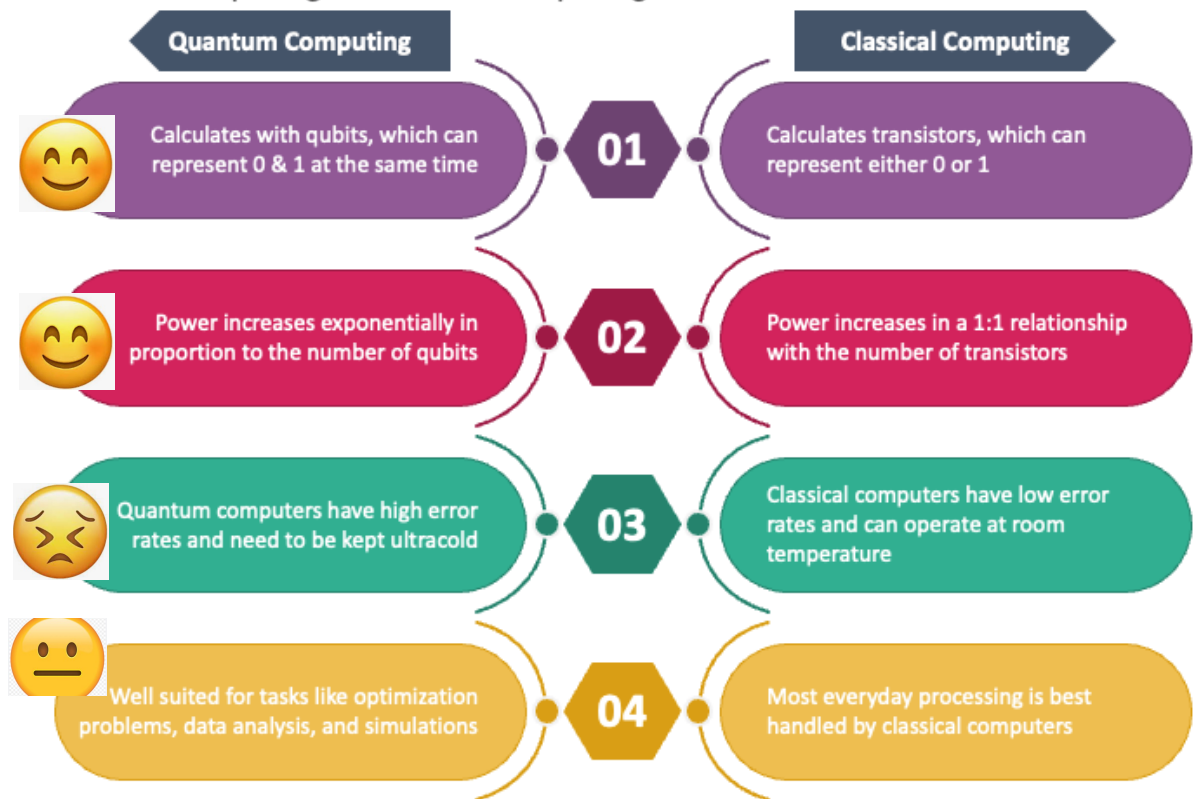 Quantum Computing
Classical Computing
Calculates with qubits, which can
represent 0 & 1 at the same time
01
Calculates transistors, which can
represent either 0 or 1
Power increases exponentially in
proportion to the number of qubits
02
Power increases in a 1:1 relationship
with the number of transistors
Quantum computers have high error
rates and need to be kept ultracold
03
Classical computers have low error
rates and can operate at room
temperature
Well suited for tasks like optimization
problems, data analysis, and simulations
04
Most everyday processing is best
handled by classical computers